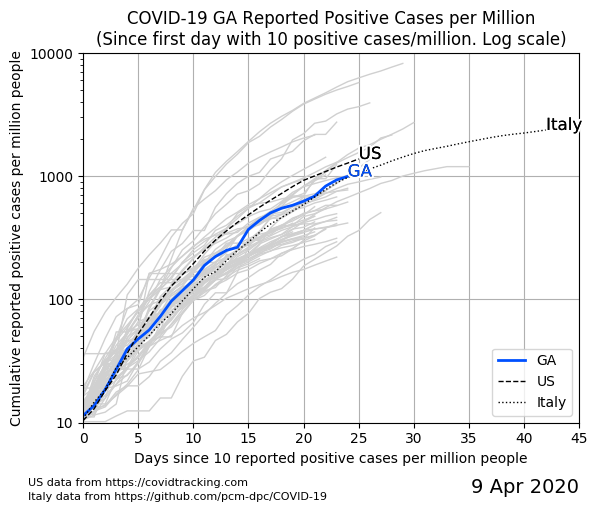 COVID-19 GA Reported Positive Cases per Million
(Since first day with 10 positive cases/million. Log scale)
Cumulative reported positive cases per million people
10000
1000
100
10
Italy
US
GA
GA
US
Italy
0 5 10 15 20 25 30 35 40 45
Days since 10 reported positive cases per million people
US data from https://covidtracking.com
Italy data from https://github.com/pcm-dpc/COVID-19
9 Apr 2020